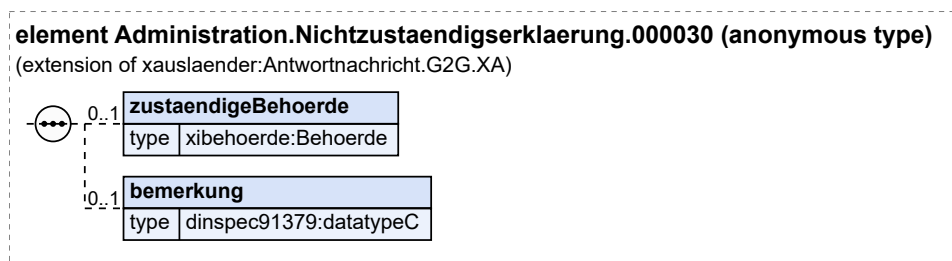 element Administration.Nichtzustaendigserklaerung.000030 (anonymous type)
(extension of xauslaender:Antwortnachricht.G2G.XA)
0..1 zustaendigeBehoerde
type xibehoerde:Behoerde
0..1 bemerkung
type dinspec91379:datatypeC